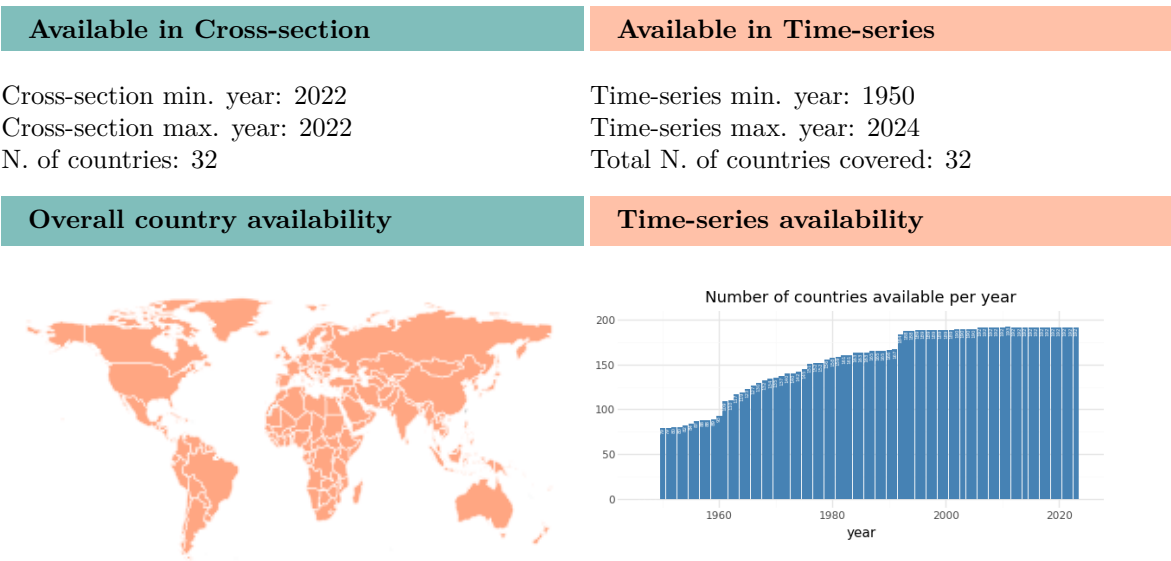 Available in Cross-section
Available in Time-series
Cross-section min. year: 2022
Cross-section max. year: 2022
N. of countries: 32
Time-series min. year: 1950
Time-series max. year: 2024
Total N. of countries covered: 32
Overall country availability
Time-series availability
Number of countries available per year
200
150
100
50
0
1960
1980
2000
2020
year